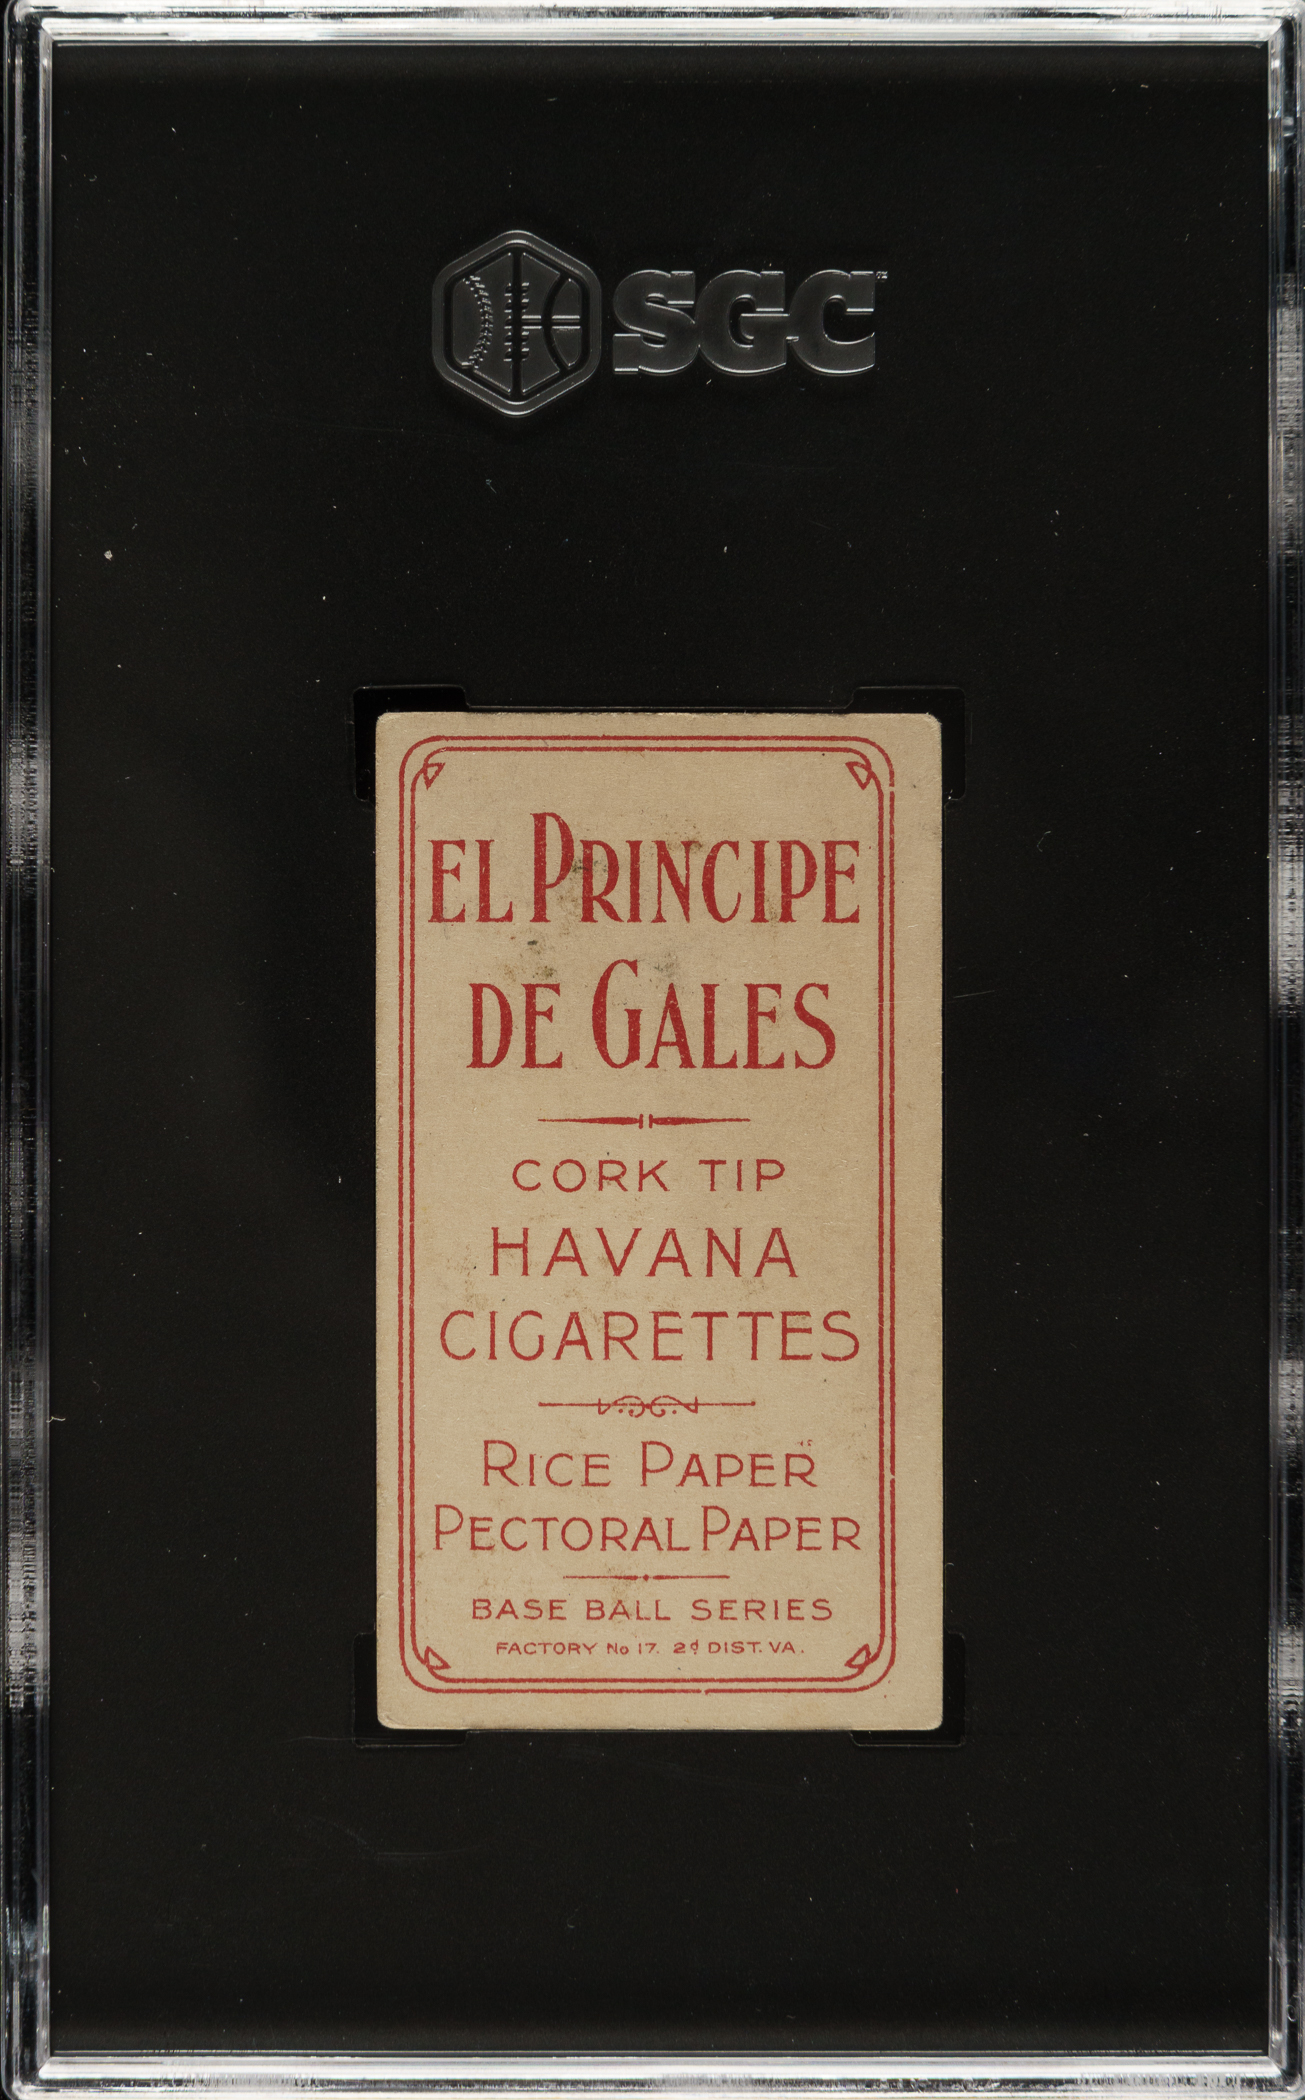 SGC
EL PRINCIPE
DE GALES
CORK TIP
HAVANA
CIGARETTES
RICE PAPER
PECTORAL PAPER
BASE BALL SERIES
FACTORY No 17. 2d DIST. VA.